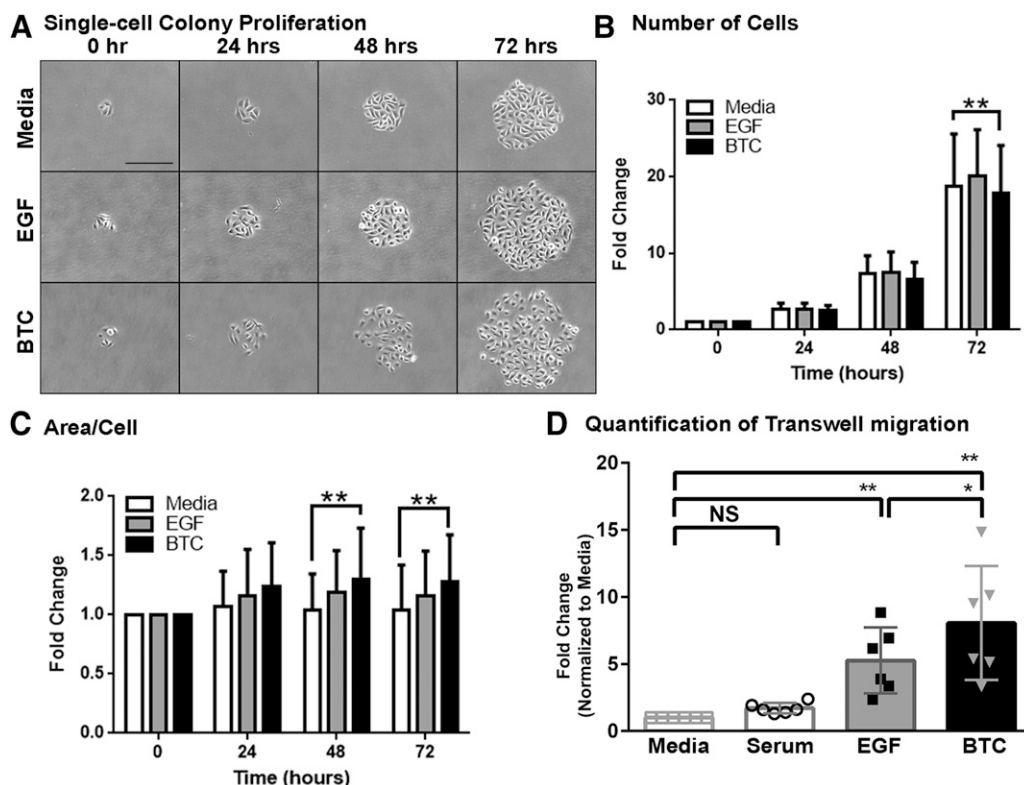 A Single-cell Colony Proliferation
0 hr 24 hrs 48 hrs 72 hrs
Media
EGF
BTC
B Number of Cells
Fold Change
30
20
10
0
Media
EGF
BTC
**
0 24 48 72
Time (hours)
C Area/Cell
Fold Change
2.0
1.5
1.0
0.5
0.0
Media
EGF
BTC
** **
0 24 48 72
Time (hours)
D Quantification of Transwell migration
Fold Change
(Normalized to Media)
20
15
10
5
0
**
** *
NS
Media Serum EGF BTC